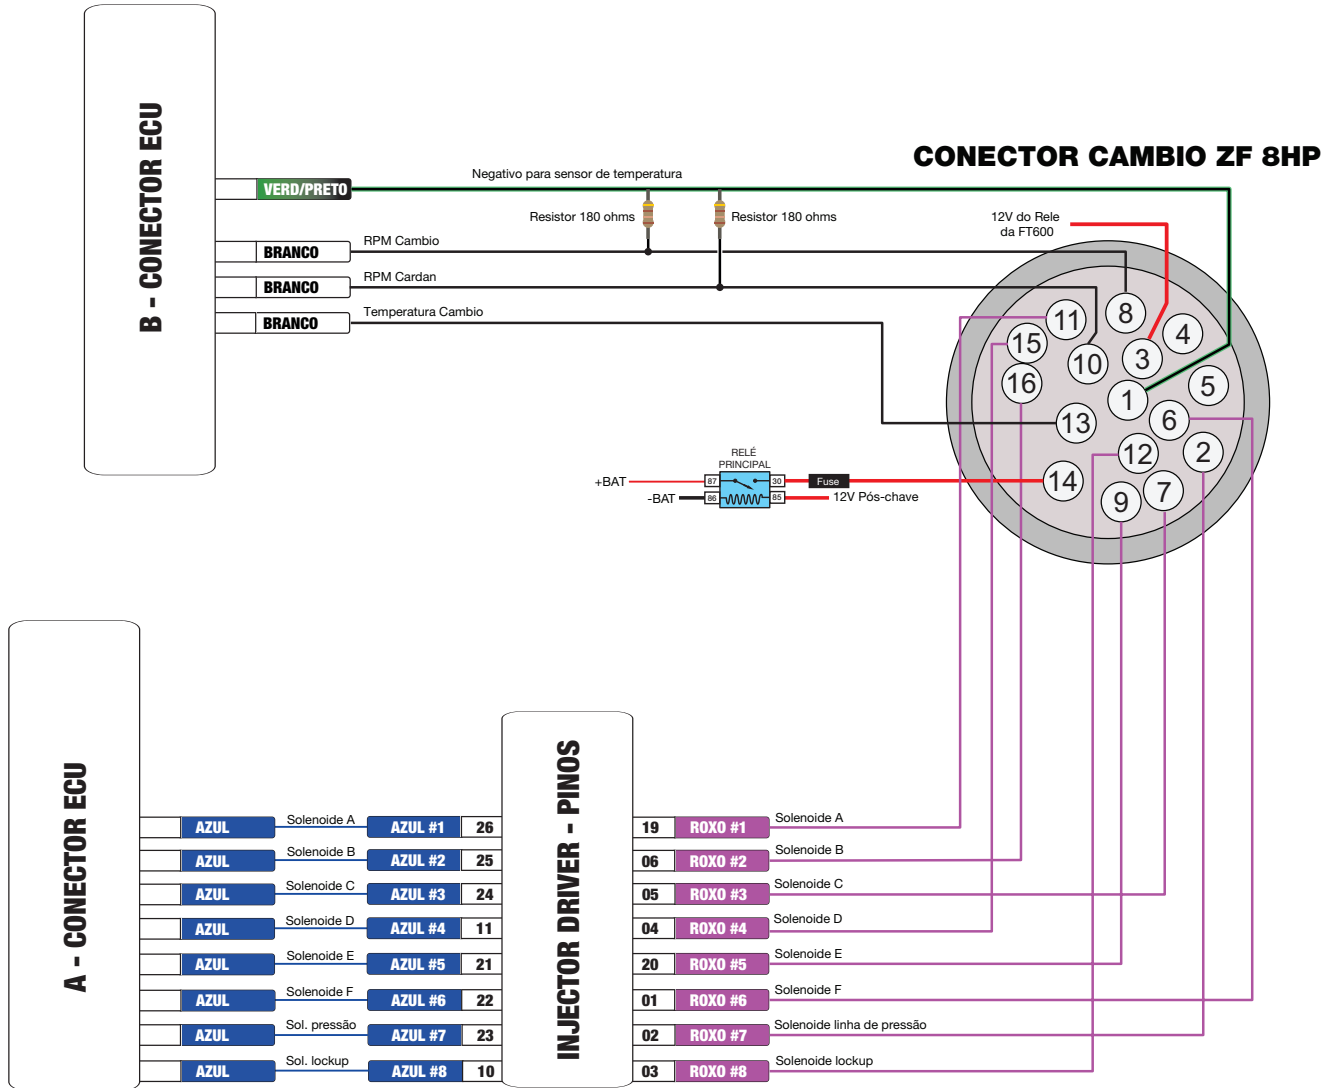 B - CONECTOR ECU
CONECTOR CAMBIO ZF 8HP
VERD/PRETO
Negativo para sensor de temperatura
Resistor 180 ohms
Resistor 180 ohms
12V do Rele
da FT600
BRANCO
RPM Cambio
BRANCO
RPM Cardan
BRANCO
Temperatura Cambio
11
8
4
15
10
3
16
5
1
13
6
12
2
14
9
7
RELÉ
PRINCIPAL
+BAT
87
30
Fuse
-BAT
86
85
12V Pós-chave
A - CONECTOR ECU
INJECTOR DRIVER - PINOS
AZUL
Solenoide A
AZUL #1
26
19
ROXO #1
Solenoide A
AZUL
Solenoide B
AZUL #2
25
06
ROXO #2
Solenoide B
AZUL
Solenoide C
AZUL #3
24
05
ROXO #3
Solenoide C
AZUL
Solenoide D
AZUL #4
11
04
ROXO #4
Solenoide D
AZUL
Solenoide E
AZUL #5
21
20
ROXO #5
Solenoide E
AZUL
Solenoide F
AZUL #6
22
01
ROXO #6
Solenoide F
AZUL
Sol. pressão
AZUL #7
23
02
ROXO #7
Solenoide linha de pressão
AZUL
Sol. lockup
AZUL #8
10
03
ROXO #8
Solenoide lockup